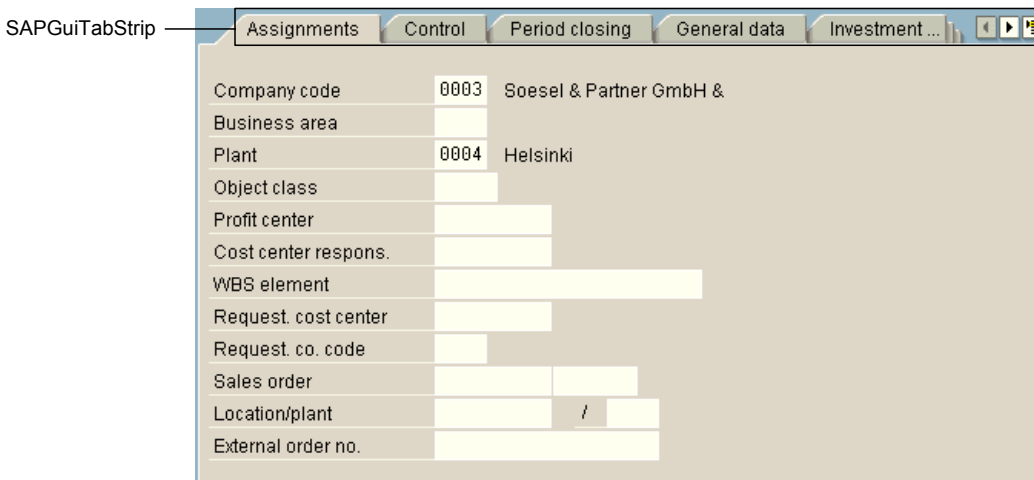 SAPGuiTabStrip
Assignments Control Period closing General data Investment ...
Company code 0003 Soesel & Partner GmbH &
Business area
Plant 0004 Helsinki
Object class
Profit center
Cost center respons.
WBS element
Request. cost center
Request. co. code
Sales order
Location/plant /
External order no.